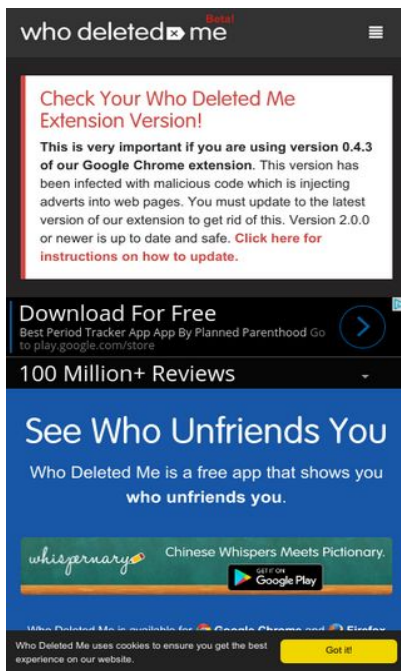 Beta!
who deleted me
Check Your Who Deleted Me
Extension Version!
This is very important if you are using version 0.4.3
of our Google Chrome extension. This version has
been infected with malicious code which is injecting
adverts into web pages. You must update to the latest
version of our extension to get rid of this. Version 2.0.0
or newer is up to date and safe. Click here for
instructions on how to update.
Download For Free
Best Period Tracker App App By Planned Parenthood Go
to play.google.com/store
100 Million+ Reviews
See Who Unfriends You
Who Deleted Me is a free app that shows you
who unfriends you.
whispernary
Chinese Whispers Meets Pictionary.
GET IT ON
Google Play
Who Deleted Me is available for Google Chrome and Firefox
Who Deleted Me uses cookies to ensure you get the best
experience on our website.
Got it!